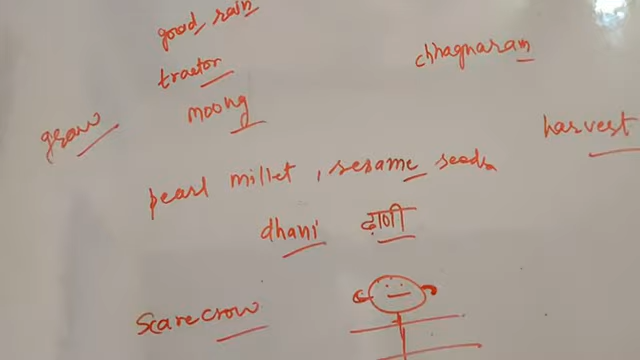 good rain
tractor
chhagnaram
moong
grow
harvest
pearl millet, sesame seeds
dhani ढ़ाणी
Scarecrow